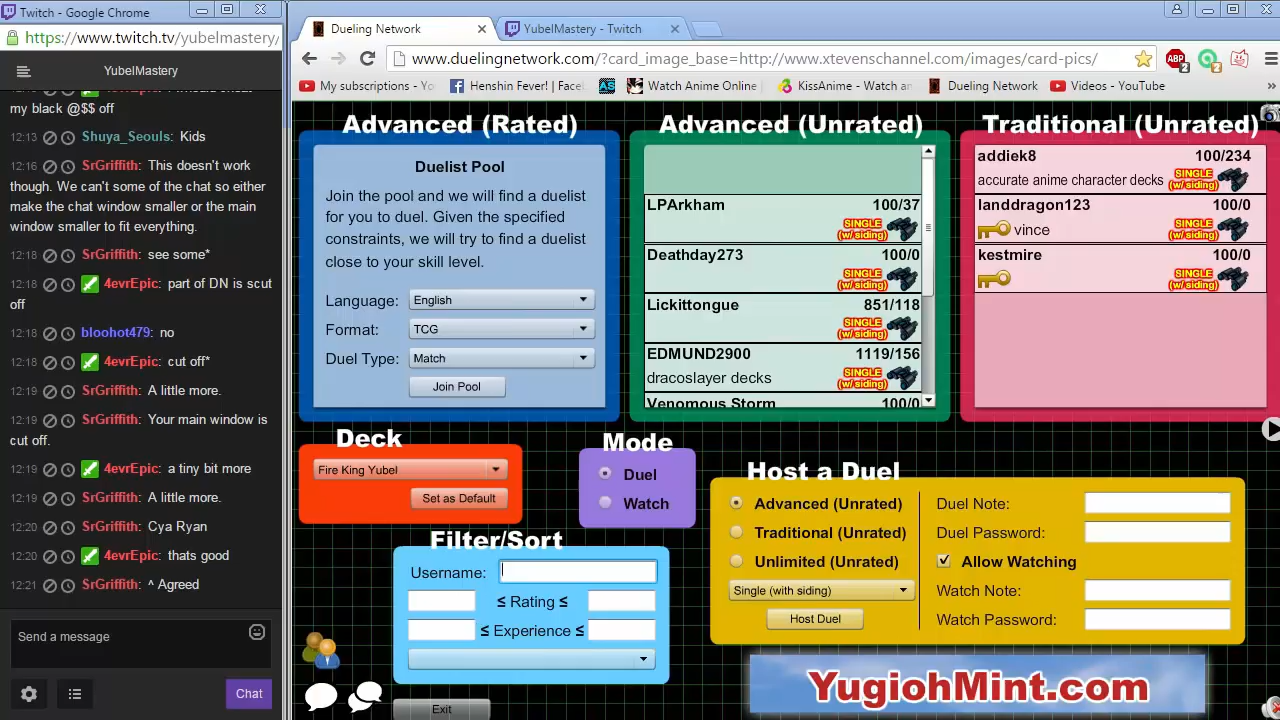 Twitch - Google Chrome
https://www.twitch.tv/yubelmastery/
YubelMastery
my black @$$ off
12:13 Shuya_Seouls: Kids
12:16 SrGriffith: This doesn't work
though. We can't some of the chat so either
make the chat window smaller or the main
window smaller to fit everything.
12:18 SrGriffith: see some*
12:18 4evrEpic: part of DN is scut
off
12:18 bloohot479: no
12:18 4evrEpic: cut off*
12:18 SrGriffith: A little more.
12:19 SrGriffith: Your main window is
cut off.
12:19 4evrEpic: a tiny bit more
12:19 SrGriffith: A little more.
12:20 SrGriffith: Cya Ryan
12:20 4evrEpic: thats good
12:21 SrGriffith: ^ Agreed
Send a message
Chat
Dueling Network
YubelMastery - Twitch
www.duelingnetwork.com/?card_image_base=http://www.xtevenschannel.com/images/card-pics/
ABP
2
2
My subscriptions - Yo
Henshin Fever! | Face
AS
Watch Anime Online
KissAnime - Watch an
Dueling Network
Videos - YouTube
Advanced (Rated)
Duelist Pool
Join the pool and we will find a duelist
for you to duel. Given the specified
constraints, we will try to find a duelist
close to your skill level.
Language: English
Format: TCG
Duel Type: Match
Join Pool
Advanced (Unrated)
LPArkham 100/37
SINGLE
(w/ siding)
Deathday273 100/0
SINGLE
(w/ siding)
Lickittongue 851/118
SINGLE
(w/ siding)
EDMUND2900 1119/156
dracoslayer decks SINGLE
(w/ siding)
Venomous Storm 100/0
Traditional (Unrated)
addiek8 100/234
accurate anime character decks SINGLE
(w/ siding)
landdragon123 100/0
vince SINGLE
(w/ siding)
kestmire 100/0
SINGLE
(w/ siding)
Deck
Fire King Yubel
Set as Default
Mode
Duel
Watch
Filter/Sort
Username:
≤ Rating ≤
≤ Experience ≤
Exit
Host a Duel
Advanced (Unrated)
Traditional (Unrated)
Unlimited (Unrated)
Single (with siding)
Host Duel
Duel Note:
Duel Password:
Allow Watching
Watch Note:
Watch Password:
YugiohMint.com